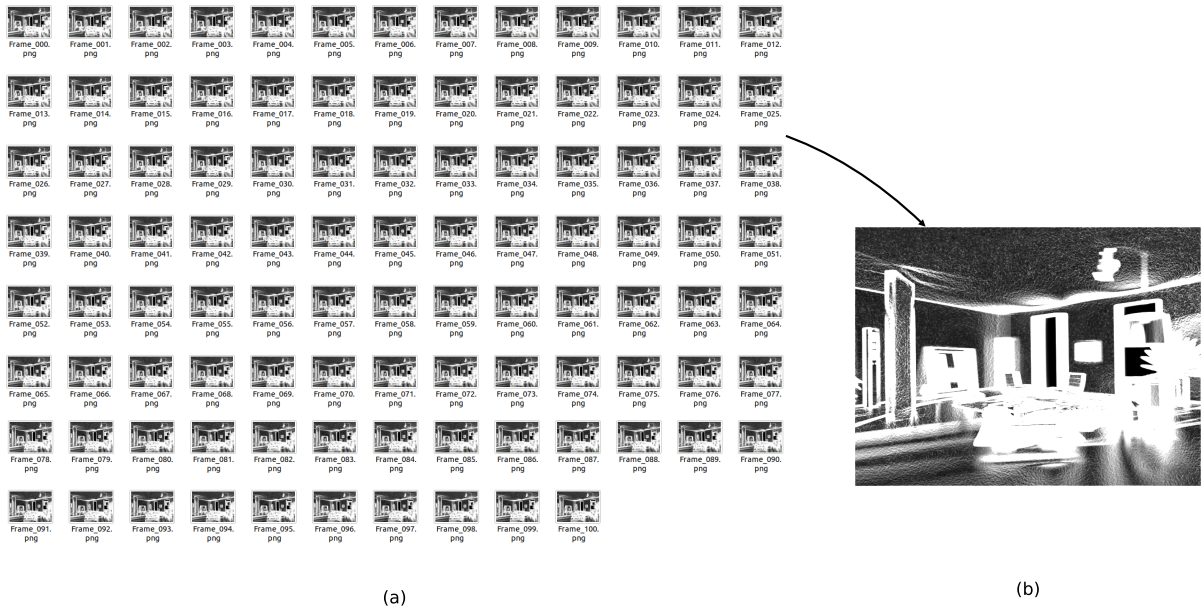 Frame_000. Frame_001. Frame_002. Frame_003. Frame_004. Frame_005. Frame_006. Frame_007. Frame_008. Frame_009. Frame_010. Frame_011. Frame_012.
png png png png png png png png png png png png png
Frame_013. Frame_014. Frame_015. Frame_016. Frame_017. Frame_018. Frame_019. Frame_020. Frame_021. Frame_022. Frame_023. Frame_024. Frame_025.
png png png png png png png png png png png png png
Frame_026. Frame_027. Frame_028. Frame_029. Frame_030. Frame_031. Frame_032. Frame_033. Frame_034. Frame_035. Frame_036. Frame_037. Frame_038.
png png png png png png png png png png png png png
Frame_039. Frame_040. Frame_041. Frame_042. Frame_043. Frame_044. Frame_045. Frame_046. Frame_047. Frame_048. Frame_049. Frame_050. Frame_051.
png png png png png png png png png png png png png
Frame_052. Frame_053. Frame_054. Frame_055. Frame_056. Frame_057. Frame_058. Frame_059. Frame_060. Frame_061. Frame_062. Frame_063. Frame_064.
png png png png png png png png png png png png png
Frame_065. Frame_066. Frame_067. Frame_068. Frame_069. Frame_070. Frame_071. Frame_072. Frame_073. Frame_074. Frame_075. Frame_076. Frame_077.
png png png png png png png png png png png png png
Frame_078. Frame_079. Frame_080. Frame_081. Frame_082. Frame_083. Frame_084. Frame_085. Frame_086. Frame_087. Frame_088. Frame_089. Frame_090.
png png png png png png png png png png png png png
Frame_091. Frame_092. Frame_093. Frame_094. Frame_095. Frame_096. Frame_097. Frame_098. Frame_099. Frame_100.
png png png png png png png png png png
(a)
(b)